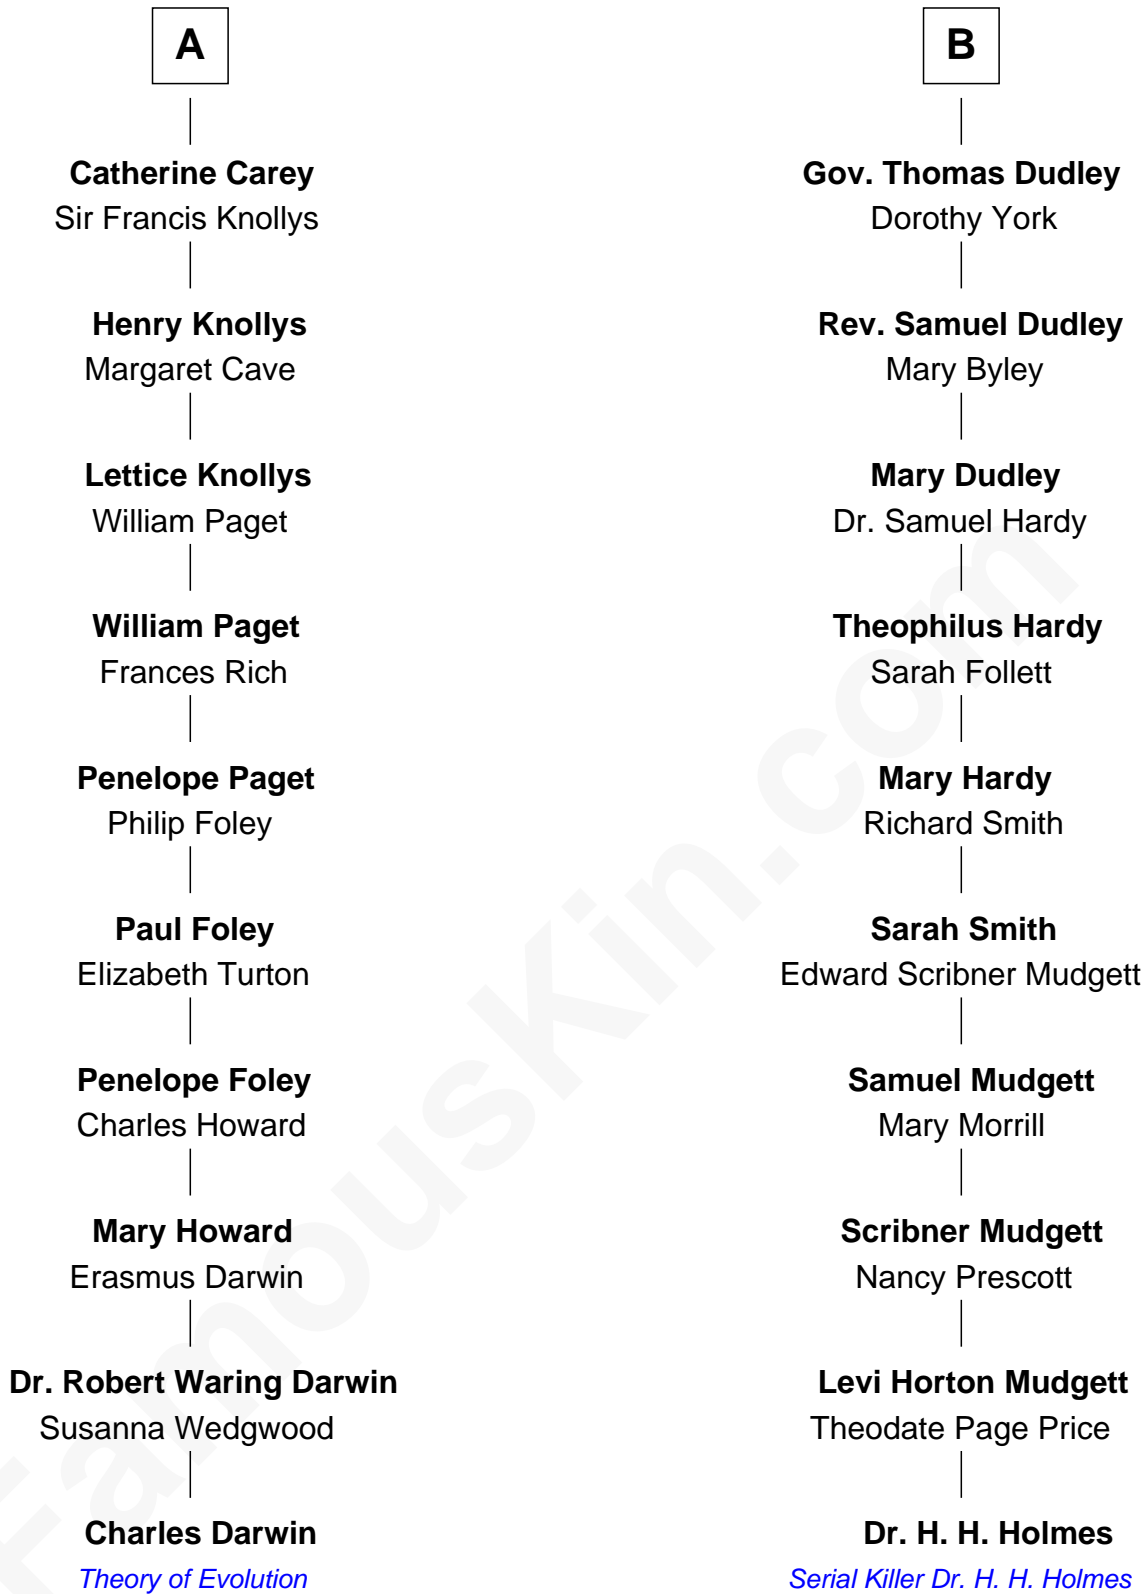 A
Catherine Carey
Sir Francis Knollys
Henry Knollys
Margaret Cave
Lettice Knollys
William Paget
William Paget
Frances Rich
Penelope Paget
Philip Foley
Paul Foley
Elizabeth Turton
Penelope Foley
Charles Howard
Mary Howard
Erasmus Darwin
Dr. Robert Waring Darwin
Susanna Wedgwood
Charles Darwin
Theory of Evolution
B
Gov. Thomas Dudley
Dorothy York
Rev. Samuel Dudley
Mary Byley
Mary Dudley
Dr. Samuel Hardy
Theophilus Hardy
Sarah Follett
Mary Hardy
Richard Smith
Sarah Smith
Edward Scribner Mudgett
Samuel Mudgett
Mary Morrill
Scribner Mudgett
Nancy Prescott
Levi Horton Mudgett
Theodate Page Price
Dr. H. H. Holmes
Serial Killer Dr. H. H. Holmes
FamousKin.com